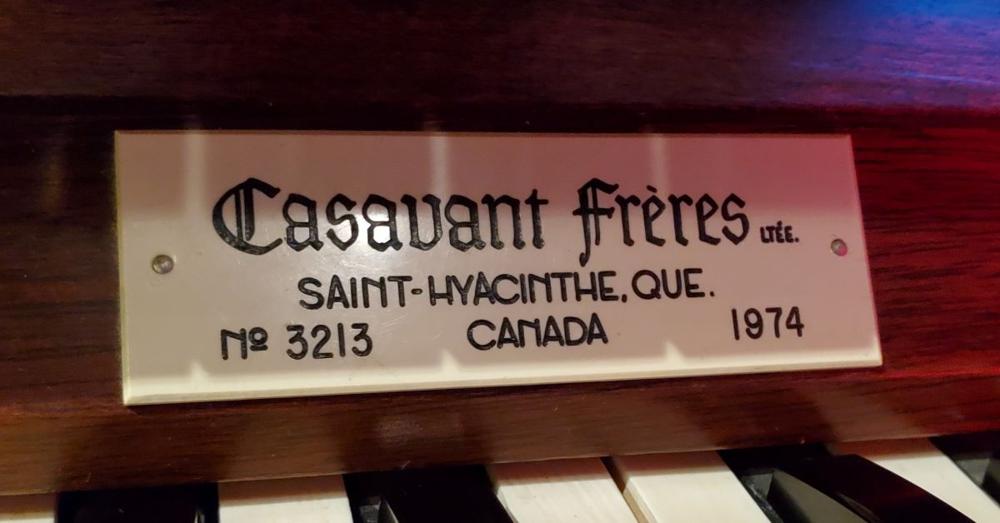 Casavant Frères LTÉE.
SAINT-HYACINTHE, QUE.
Nº 3213 CANADA 1974